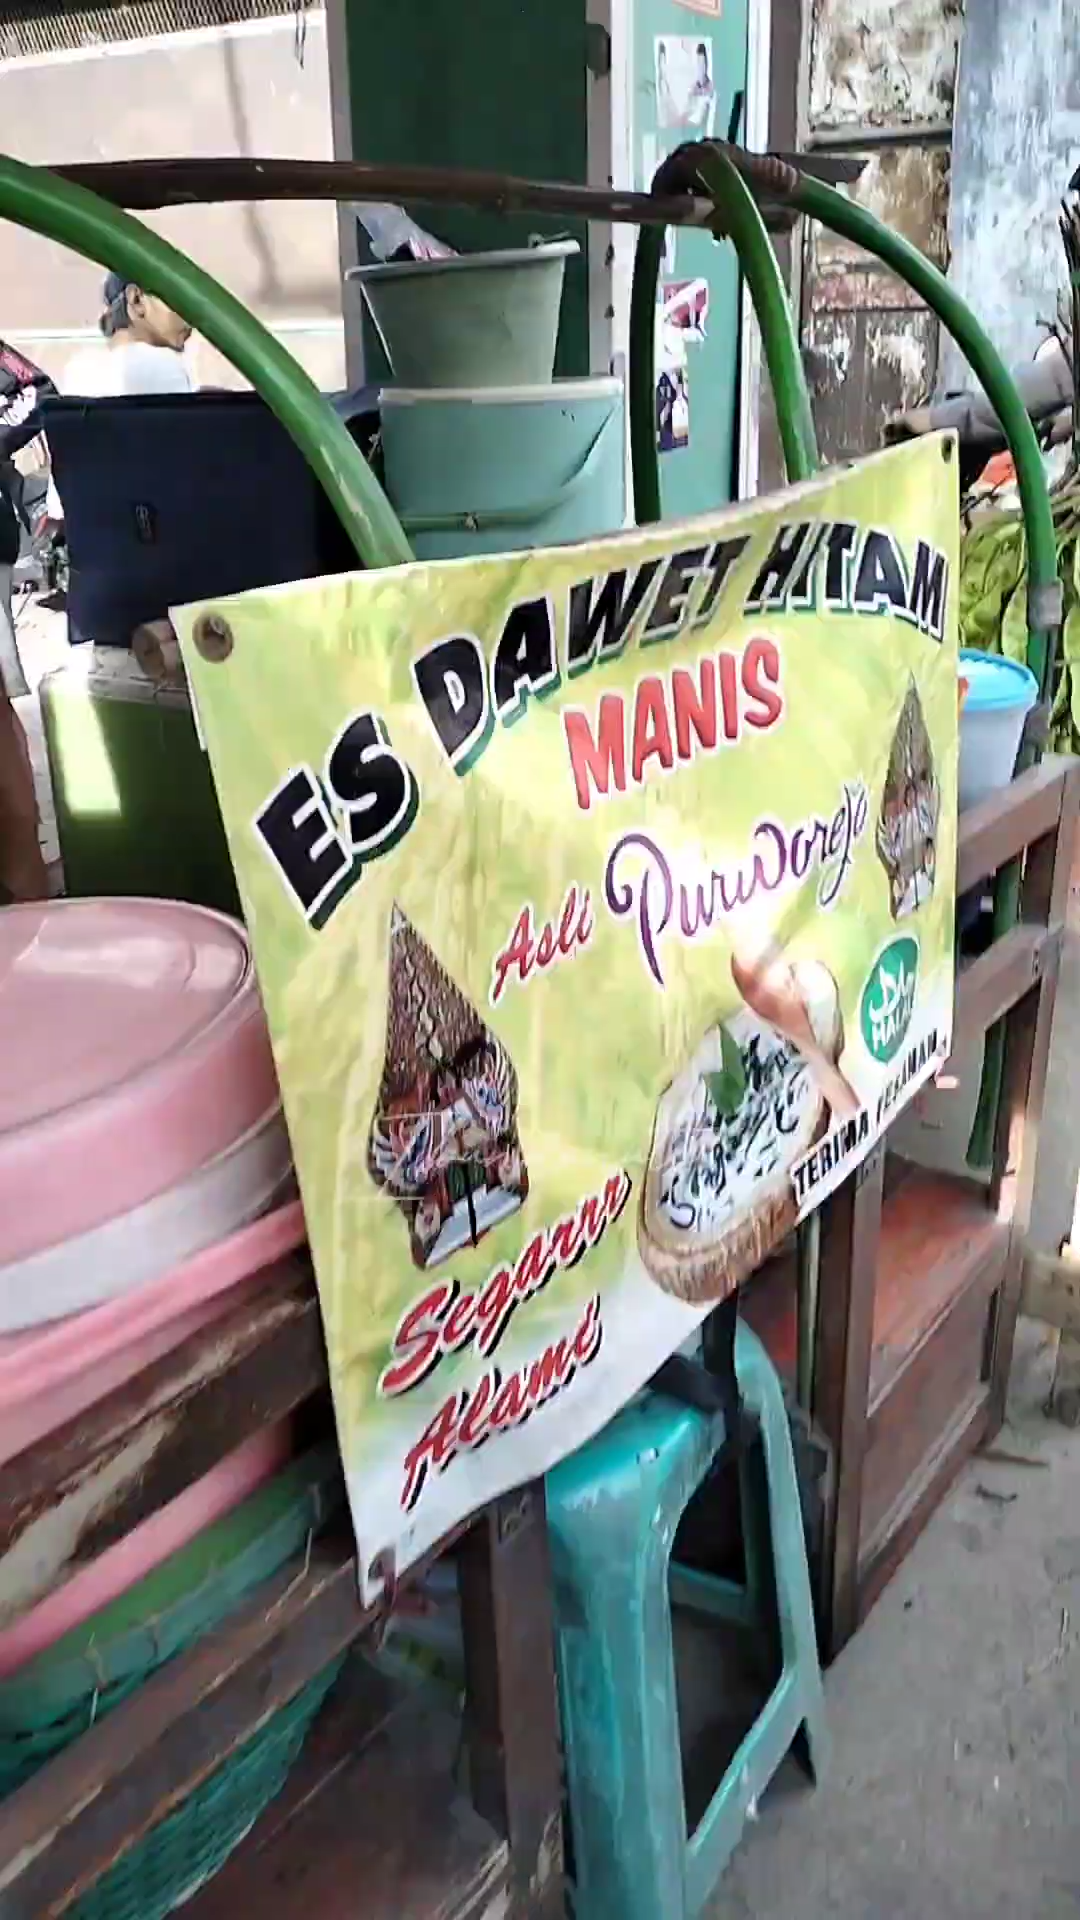 ES DAWET HITAM
MANIS
Asli Purworejo
HALAL
TERIMA PESANAN
Segarrr
Alami